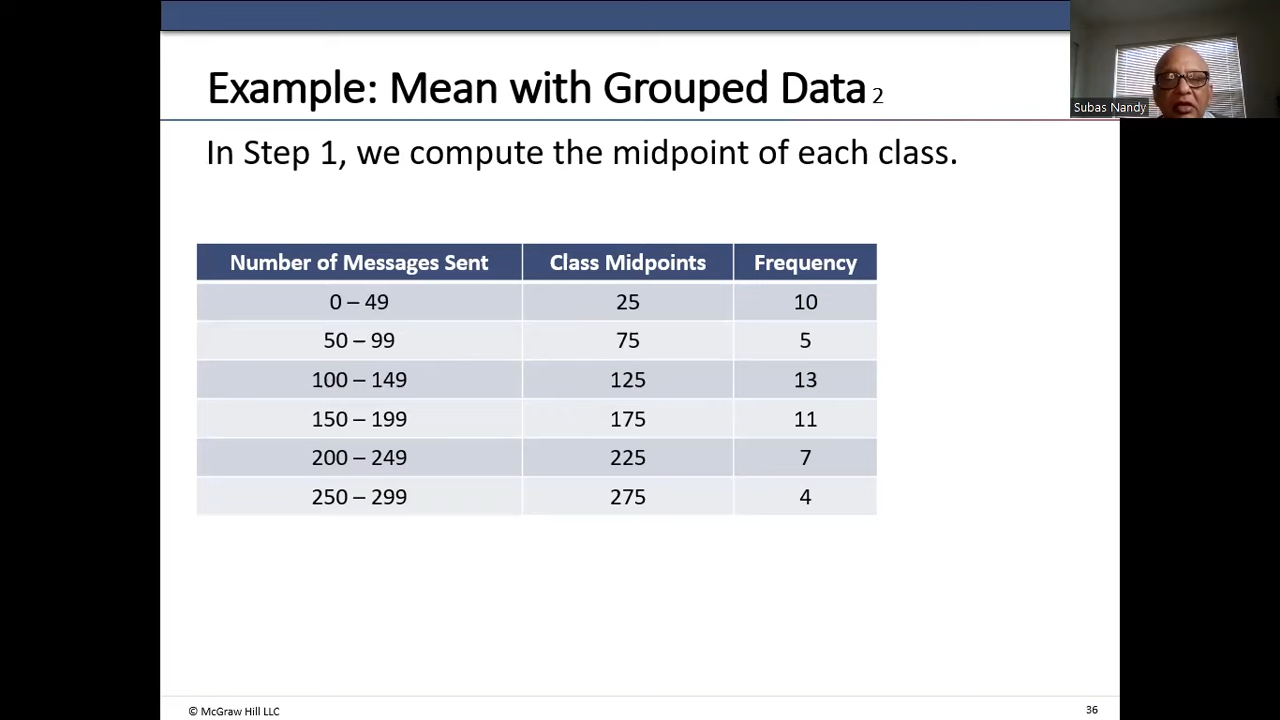 Example: Mean with Grouped Data 2
Subas Nandy
In Step 1, we compute the midpoint of each class.
Number of Messages Sent Class Midpoints Frequency
0 – 49 25 10
50 – 99 75 5
100 – 149 125 13
150 – 199 175 11
200 – 249 225 7
250 – 299 275 4
© McGraw Hill LLC 36